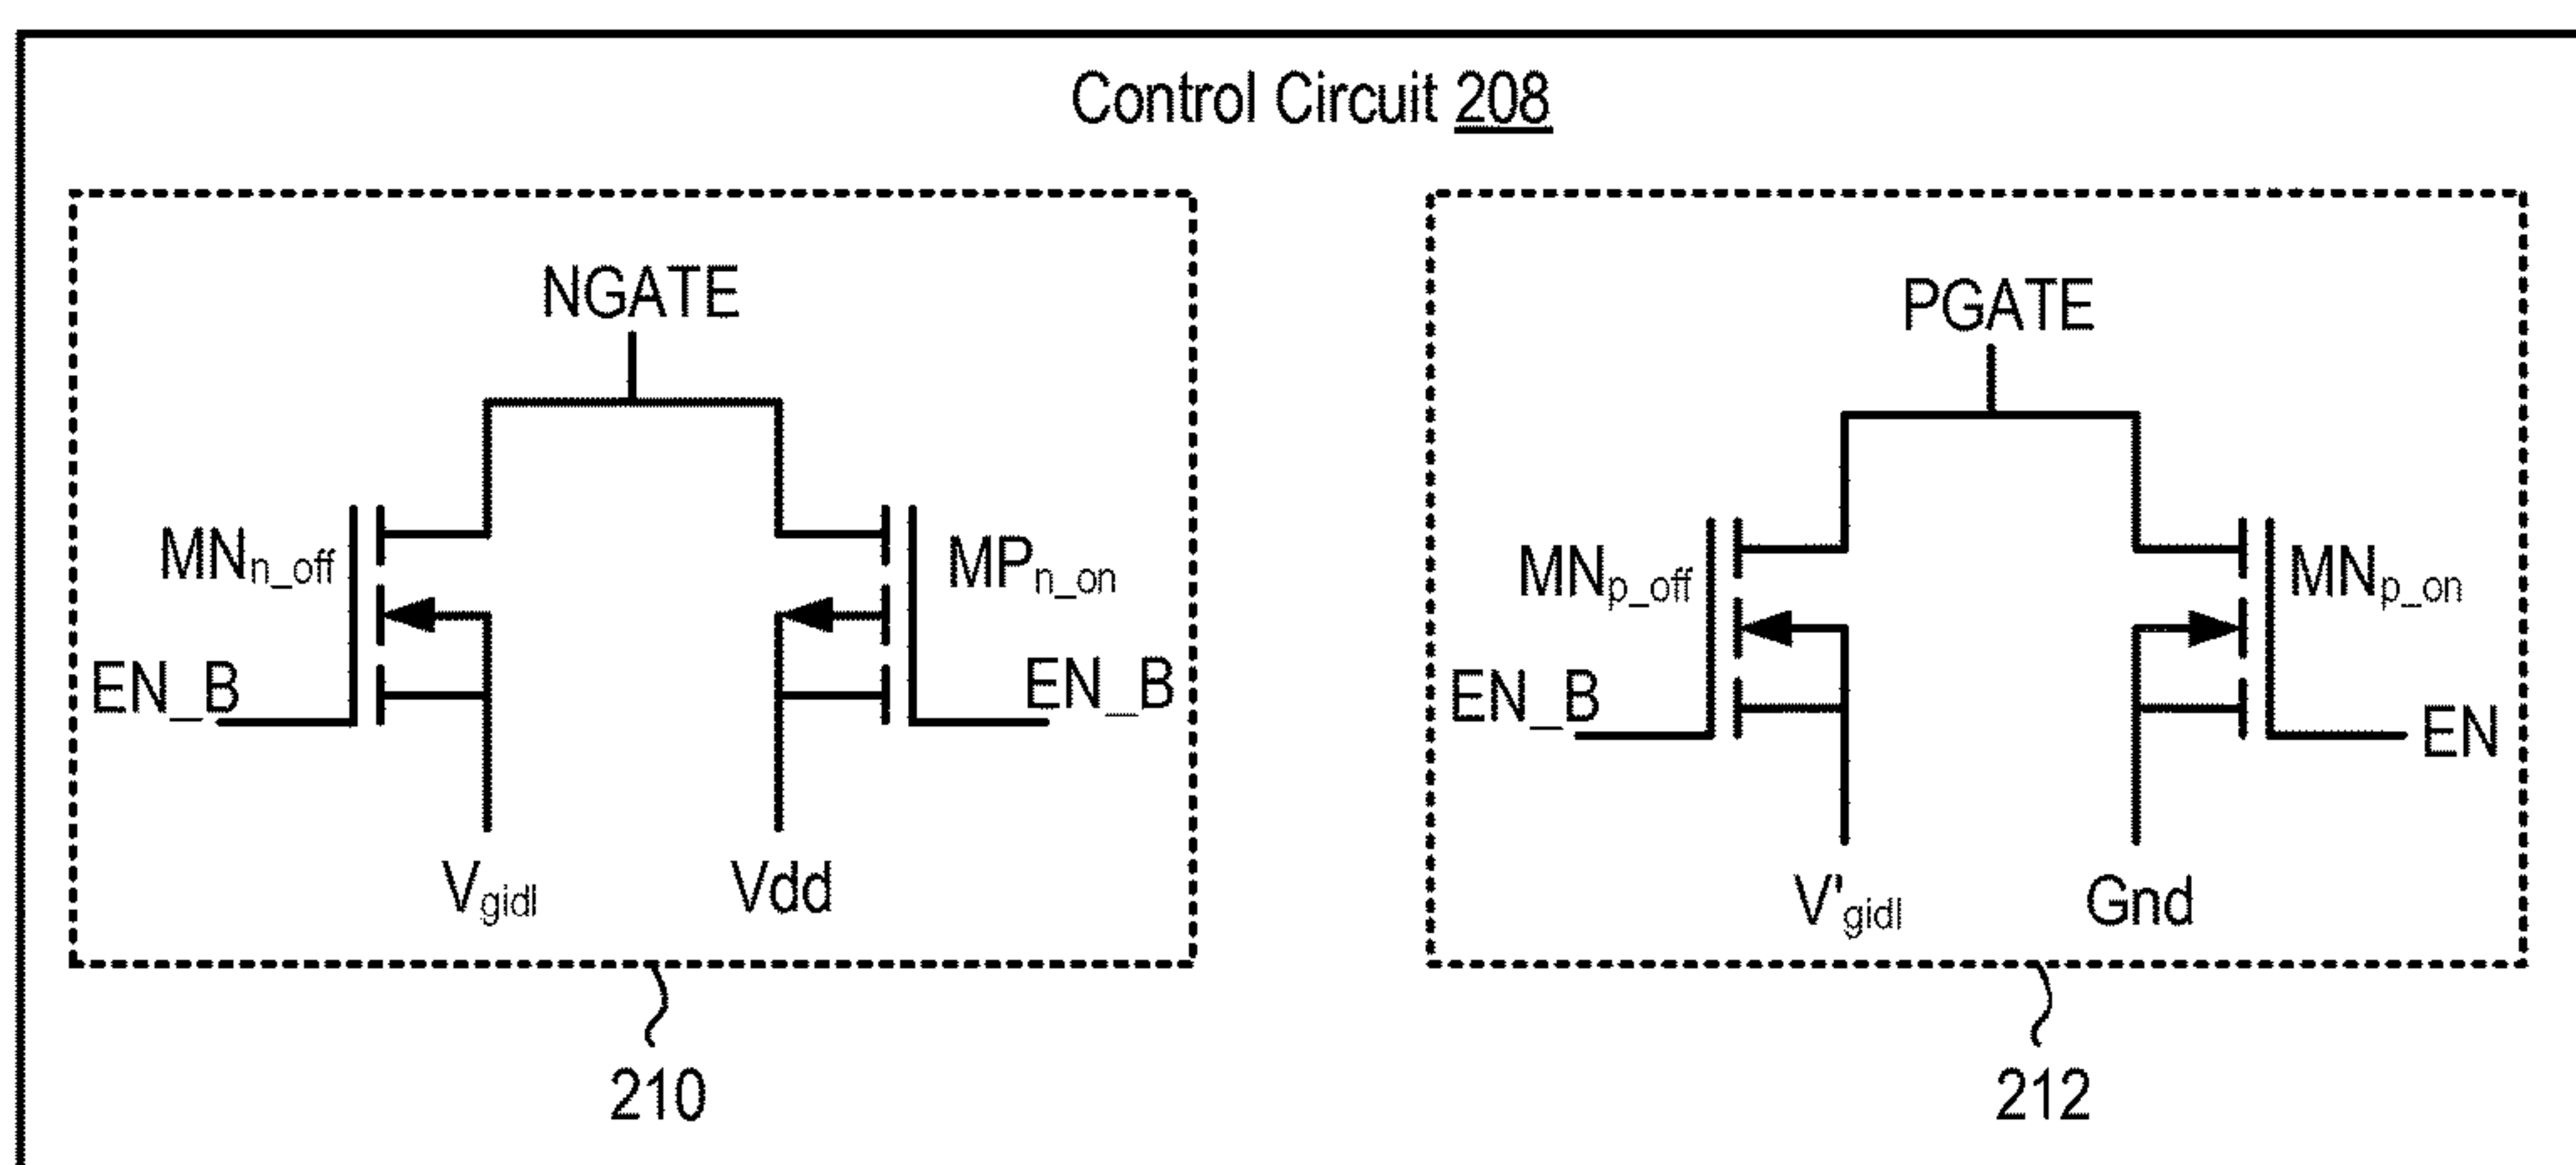 Control Circuit 208
NGATE
MNn_off
MPn_on
EN_B
EN_B
Vgidl
Vdd
210
PGATE
MNp_off
MNp_on
EN_B
EN
V'gidl
Gnd
212